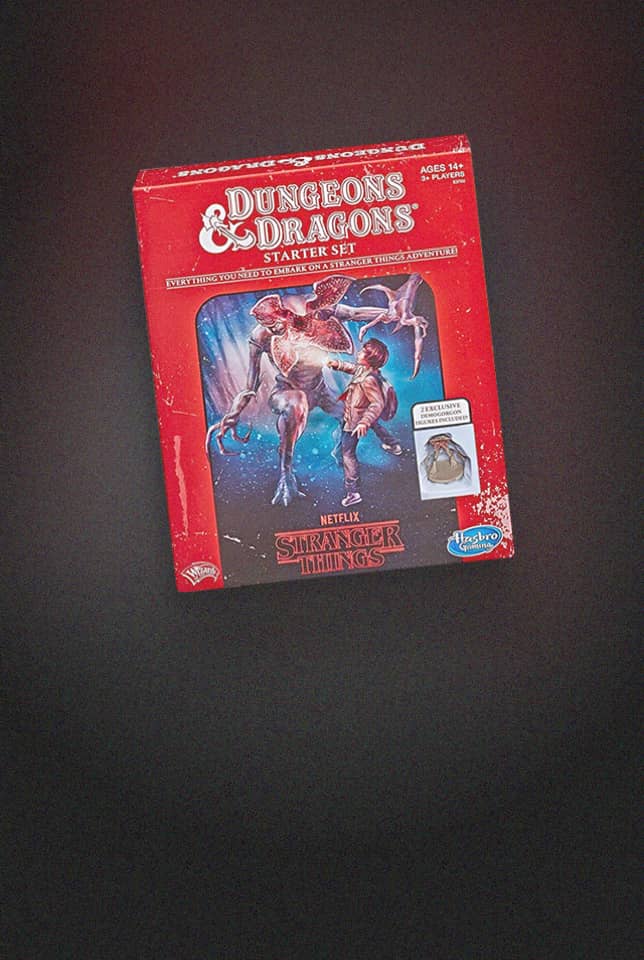 DUNGEONS & DRAGONS
AGES 14+
3+ PLAYERS
DUNGEONS
& DRAGONS®
STARTER SET
EVERYTHING YOU NEED TO EMBARK ON A STRANGER THINGS ADVENTURE!
2 EXCLUSIVE
DEMOGORGON
FIGURES INCLUDED!
NETFLIX
STRANGER
THINGS
Wizards
Hasbro
Gaming